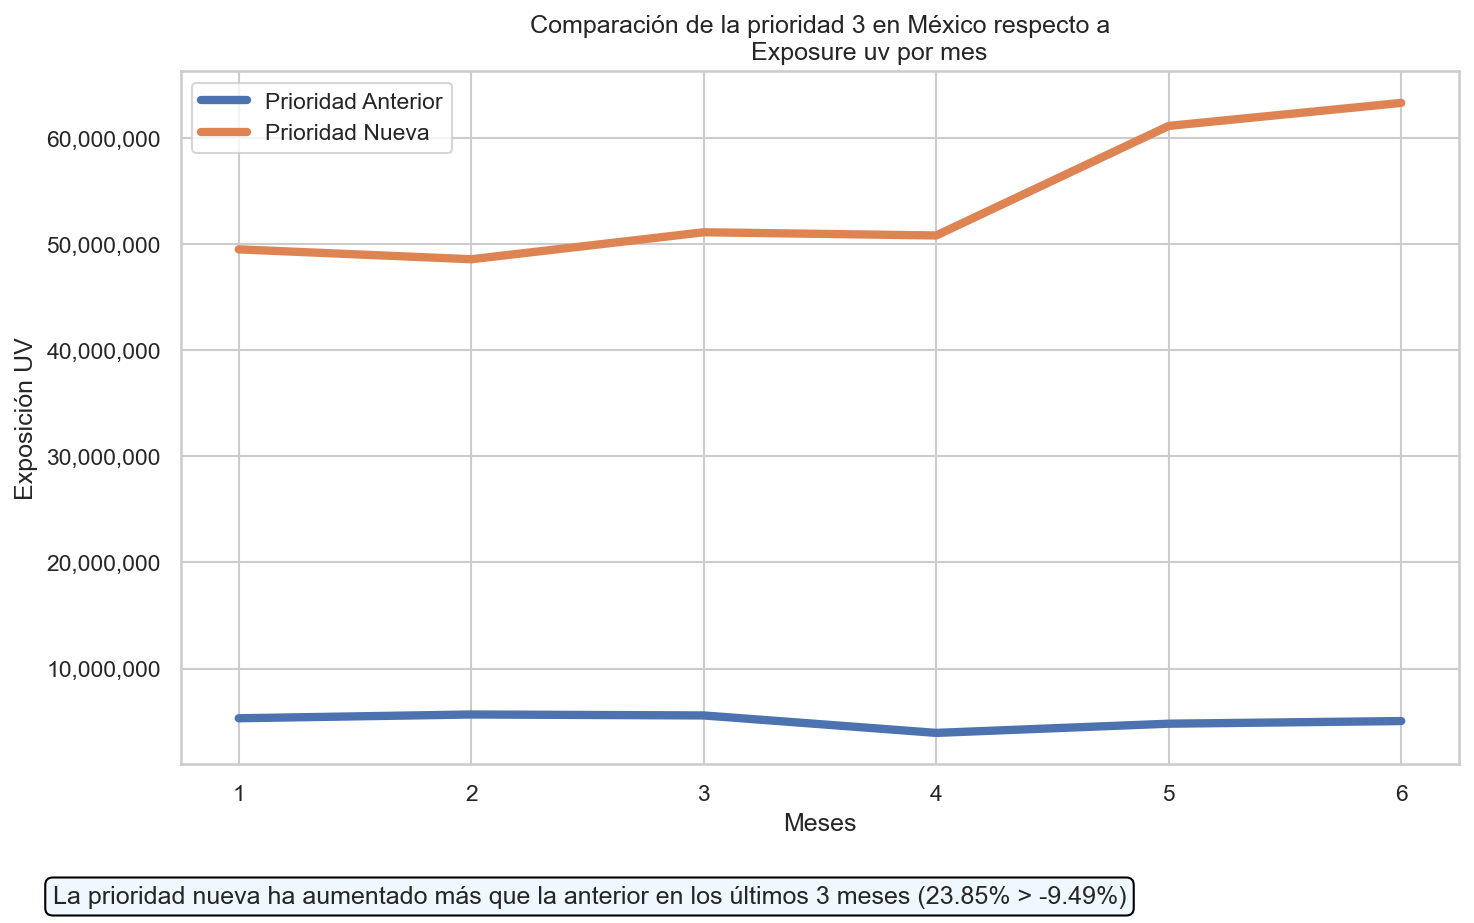 Comparación de la prioridad 3 en México respecto a
Exposure uv por mes
Prioridad Anterior
Prioridad Nueva
60,000,000
50,000,000
40,000,000
30,000,000
20,000,000
10,000,000
Exposición UV
1 2 3 4 5 6
Meses
La prioridad nueva ha aumentado más que la anterior en los últimos 3 meses (23.85% > -9.49%)